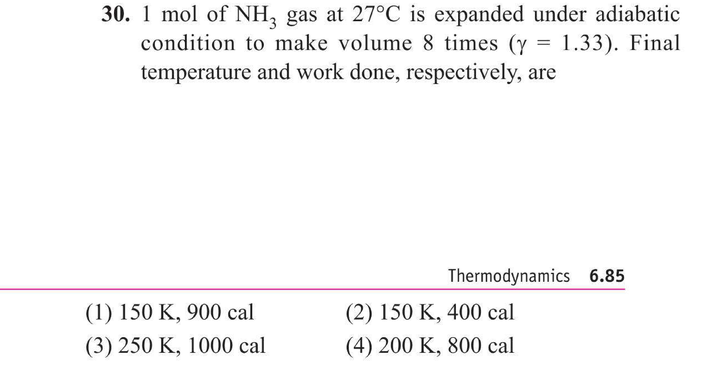 30. 1 mol of NH₃ gas at 27°C is expanded under adiabatic
condition to make volume 8 times (γ = 1.33). Final
temperature and work done, respectively, are
Thermodynamics 6.85
(1) 150 K, 900 cal (2) 150 K, 400 cal
(3) 250 K, 1000 cal (4) 200 K, 800 cal